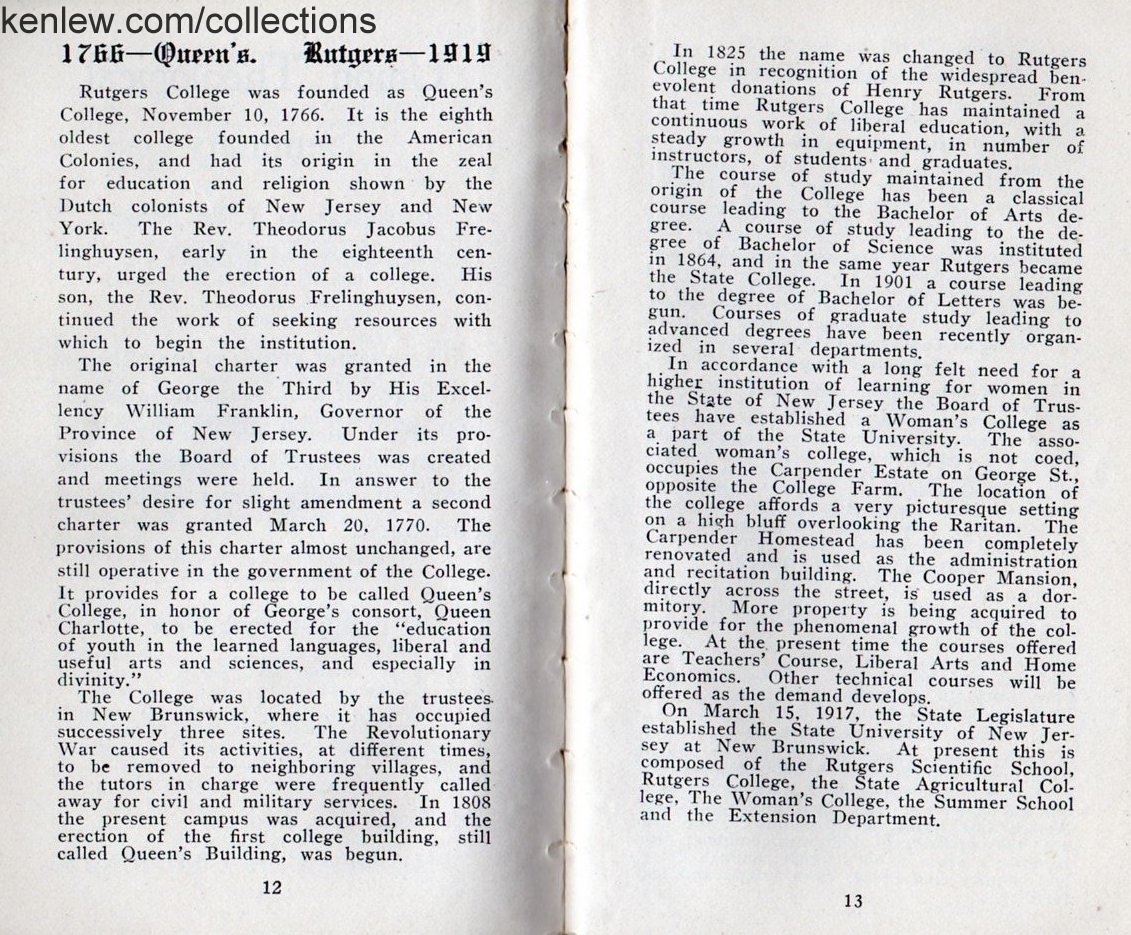 kenlew.com/collections
1766—Queen's. Rutgers—1919
Rutgers College was founded as Queen's
College, November 10, 1766. It is the eighth
oldest college founded in the American
Colonies, and had its origin in the zeal
for education and religion shown by the
Dutch colonists of New Jersey and New
York. The Rev. Theodorus Jacobus Fre-
linghuysen, early in the eighteenth cen-
tury, urged the erection of a college. His
son, the Rev. Theodorus Frelinghuysen, con-
tinued the work of seeking resources with
which to begin the institution.
The original charter was granted in the
name of George the Third by His Excel-
lency William Franklin, Governor of the
Province of New Jersey. Under its pro-
visions the Board of Trustees was created
and meetings were held. In answer to the
trustees' desire for slight amendment a second
charter was granted March 20, 1770. The
provisions of this charter almost unchanged, are
still operative in the government of the College.
It provides for a college to be called Queen's
College, in honor of George's consort, Queen
Charlotte, to be erected for the "education
of youth in the learned languages, liberal and
useful arts and sciences, and especially in
divinity."
The College was located by the trustees
in New Brunswick, where it has occupied
successively three sites. The Revolutionary
War caused its activities, at different times,
to be removed to neighboring villages, and
the tutors in charge were frequently called
away for civil and military services. In 1808
the present campus was acquired, and the
erection of the first college building, still
called Queen's Building, was begun.
12
In 1825 the name was changed to Rutgers
College in recognition of the widespread ben-
evolent donations of Henry Rutgers. From
that time Rutgers College has maintained a
continuous work of liberal education, with a
steady growth in equipment, in number of
instructors, of students and graduates.
The course of study maintained from the
origin of the College has been a classical
course leading to the Bachelor of Arts de-
gree. A course of study leading to the de-
gree of Bachelor of Science was instituted
in 1864, and in the same year Rutgers became
the State College. In 1901 a course leading
to the degree of Bachelor of Letters was be-
gun. Courses of graduate study leading to
advanced degrees have been recently organ-
ized in several departments.
In accordance with a long felt need for a
higher institution of learning for women in
the State of New Jersey the Board of Trus-
tees have established a Woman's College as
a part of the State University. The asso-
ciated woman's college, which is not coed,
occupies the Carpender Estate on George St.,
opposite the College Farm. The location of
the college affords a very picturesque setting
on a high bluff overlooking the Raritan. The
Carpender Homestead has been completely
renovated and is used as the administration
and recitation building. The Cooper Mansion,
directly across the street, is used as a dor-
mitory. More property is being acquired to
provide for the phenomenal growth of the col-
lege. At the present time the courses offered
are Teachers' Course, Liberal Arts and Home
Economics. Other technical courses will be
offered as the demand develops.
On March 15, 1917, the State Legislature
established the State University of New Jer-
sey at New Brunswick. At present this is
composed of the Rutgers Scientific School,
Rutgers College, the State Agricultural Col-
lege, The Woman's College, the Summer School
and the Extension Department.
13